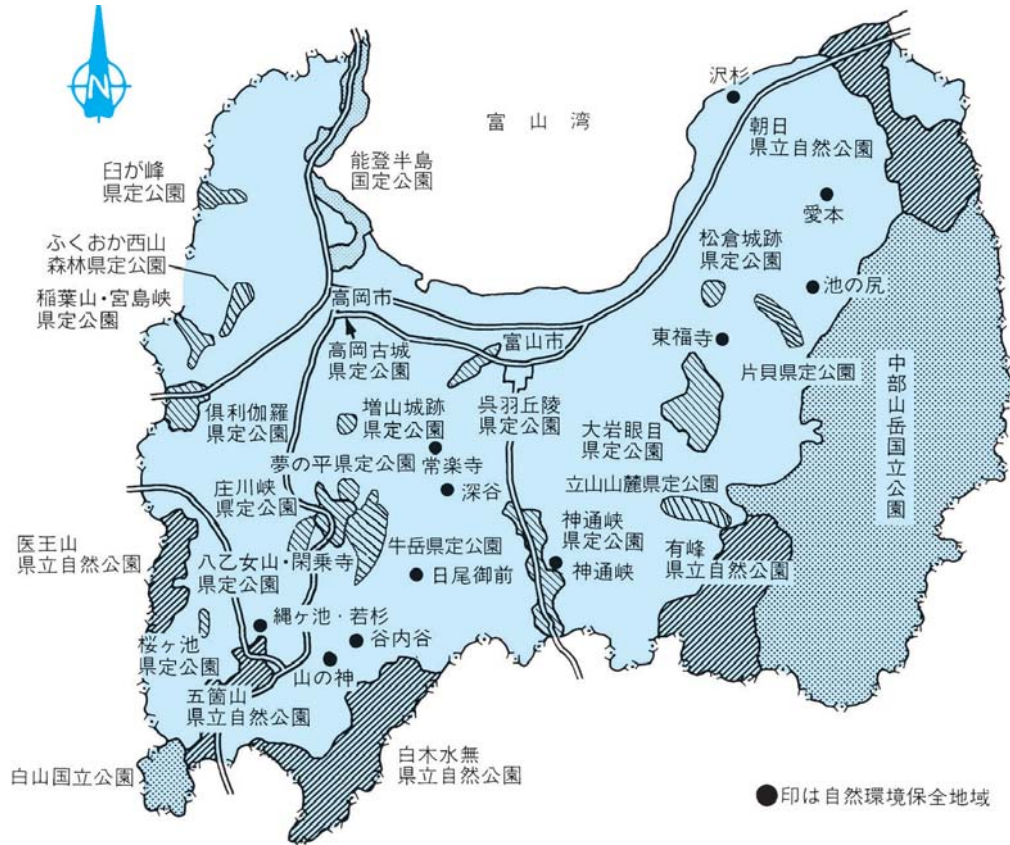 N
富山湾
沢杉
朝日
県立自然公園
能登半島
国定公園
臼が峰
県定公園
愛本
ふくおか西山
森林県定公園
松倉城跡
県定公園
稲葉山・宮島峡
県定公園
池の尻
高岡市
富山市
東福寺
高岡古城
県定公園
片貝県定公園
中部山岳国立公園
倶利伽羅
県定公園
増山城跡
県定公園
呉羽丘陵
県定公園
大岩眼目
県定公園
常楽寺
夢の平県定公園
深谷
立山山麓県定公園
庄川峡
県定公園
神通峡
県定公園
医王山
県立自然公園
牛岳県定公園
有峰
県立自然公園
八乙女山・閑乗寺
県定公園
日尾御前
神通峡
縄ヶ池・若杉
谷内谷
桜ヶ池
県定公園
山の神
五箇山
県立自然公園
白山国立公園
白木水無
県立自然公園
●印は自然環境保全地域